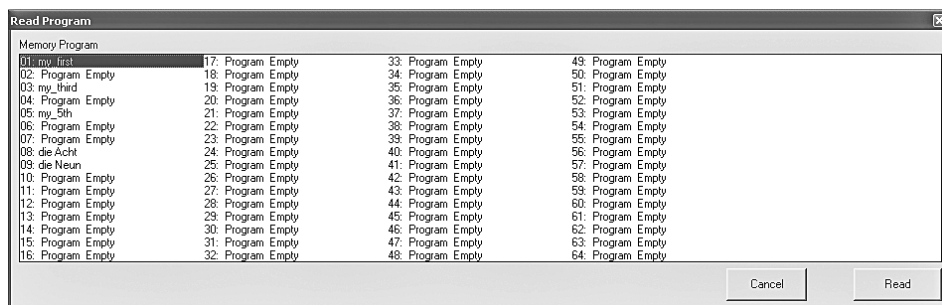 Read Program
Memory Program
01: my_first
02: Program Empty
03: my_third
04: Program Empty
05: my_5th
06: Program Empty
07: Program Empty
08: die Acht
09: die Neun
10: Program Empty
11: Program Empty
12: Program Empty
13: Program Empty
14: Program Empty
15: Program Empty
16: Program Empty
17: Program Empty
18: Program Empty
19: Program Empty
20: Program Empty
21: Program Empty
22: Program Empty
23: Program Empty
24: Program Empty
25: Program Empty
26: Program Empty
27: Program Empty
28: Program Empty
29: Program Empty
30: Program Empty
31: Program Empty
32: Program Empty
33: Program Empty
34: Program Empty
35: Program Empty
36: Program Empty
37: Program Empty
38: Program Empty
39: Program Empty
40: Program Empty
41: Program Empty
42: Program Empty
43: Program Empty
44: Program Empty
45: Program Empty
46: Program Empty
47: Program Empty
48: Program Empty
49: Program Empty
50: Program Empty
51: Program Empty
52: Program Empty
53: Program Empty
54: Program Empty
55: Program Empty
56: Program Empty
57: Program Empty
58: Program Empty
59: Program Empty
60: Program Empty
61: Program Empty
62: Program Empty
63: Program Empty
64: Program Empty
Cancel
Read